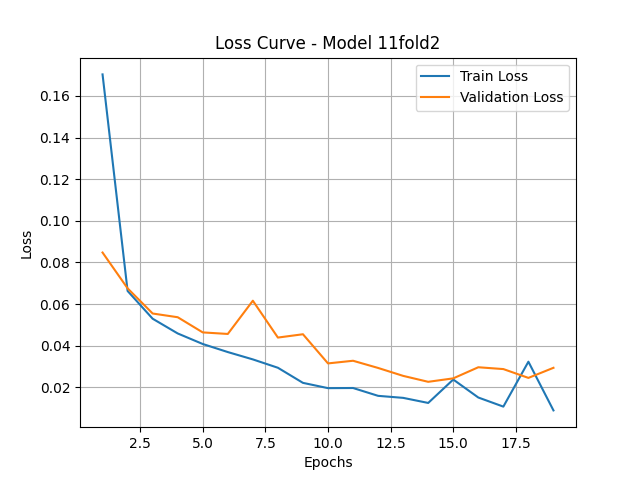 Loss Curve - Model 11fold2
Train Loss
Validation Loss
0.16
0.14
0.12
0.10
0.08
0.06
0.04
0.02
Loss
2.5 5.0 7.5 10.0 12.5 15.0 17.5
Epochs